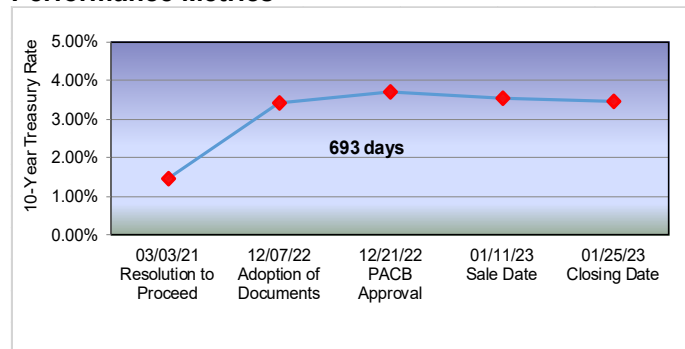 5.00%
4.00%
3.00%
2.00%
1.00%
0.00%
10-Year Treasury Rate
693 days
03/03/21 12/07/22 12/21/22 01/11/23 01/25/23
Resolution to Adoption of PACB Sale Date Closing Date
Proceed Documents Approval